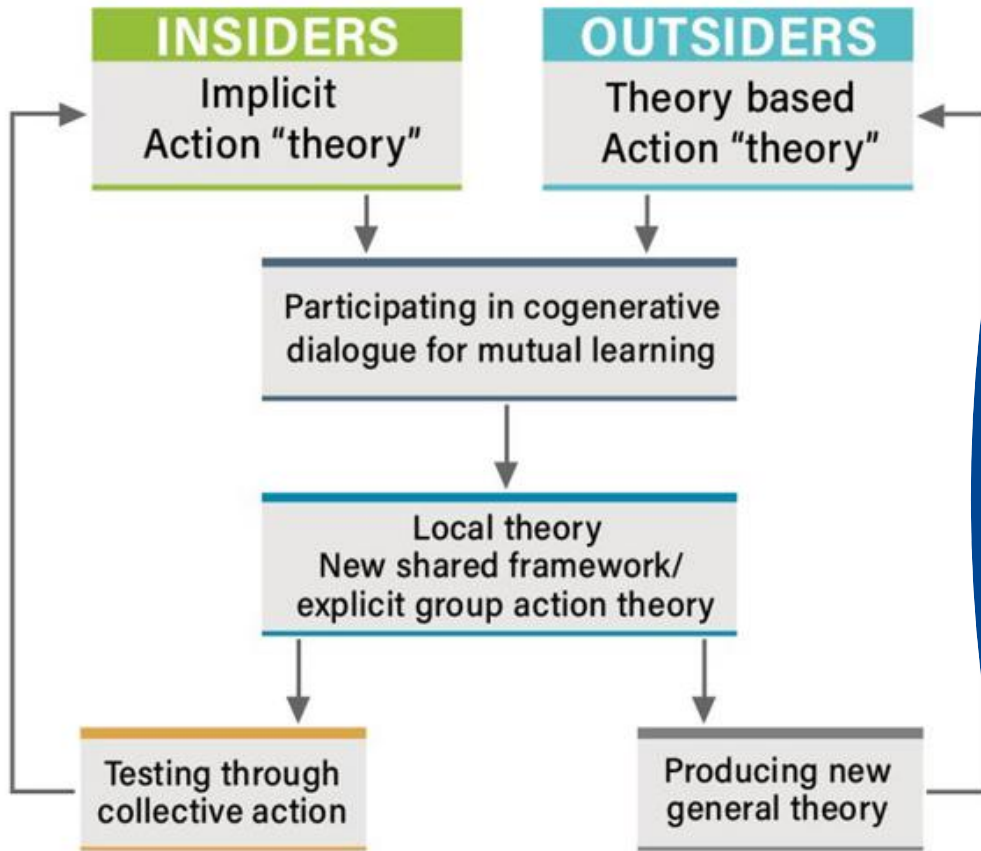 INSIDERS
Implicit
Action “theory”
OUTSIDERS
Theory based
Action “theory”
Participating in cogenerative
dialogue for mutual learning
Local theory
New shared framework/
explicit group action theory
Testing through
collective action
Producing new
general theory